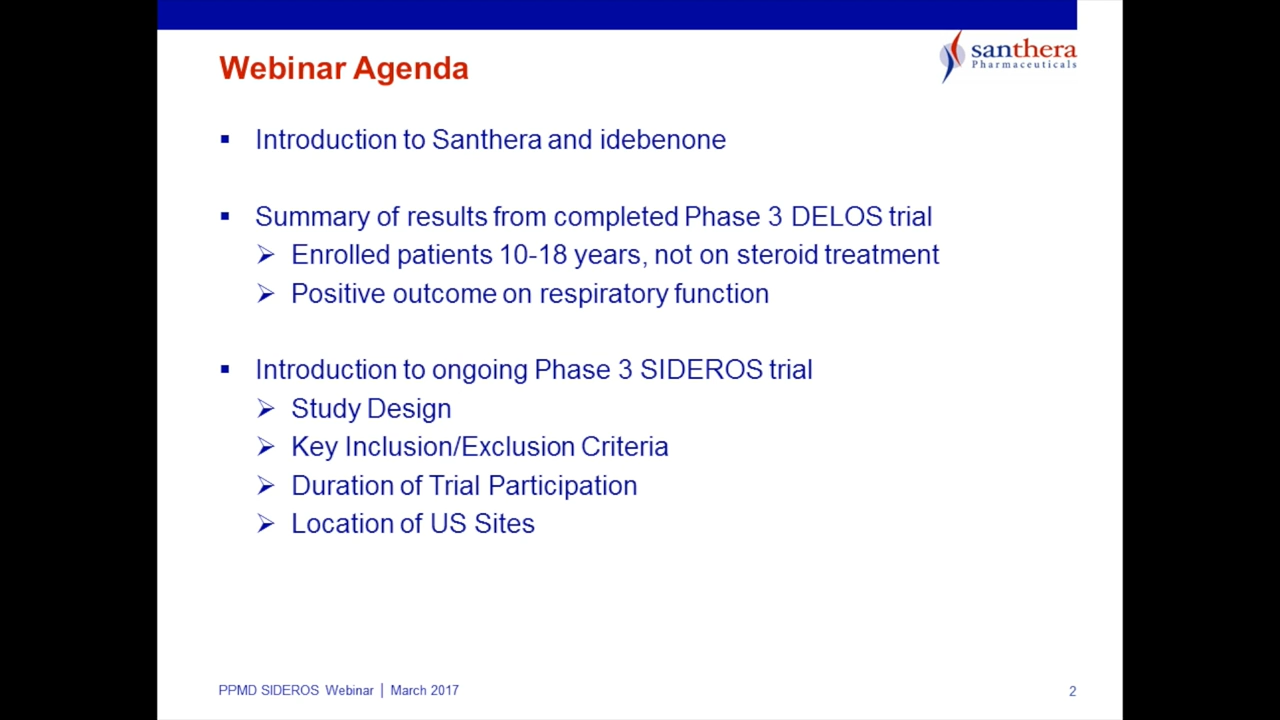 santhera
Pharmaceuticals
Webinar Agenda
▪ Introduction to Santhera and idebenone
▪ Summary of results from completed Phase 3 DELOS trial
➢ Enrolled patients 10-18 years, not on steroid treatment
➢ Positive outcome on respiratory function
▪ Introduction to ongoing Phase 3 SIDEROS trial
➢ Study Design
➢ Key Inclusion/Exclusion Criteria
➢ Duration of Trial Participation
➢ Location of US Sites
PPMD SIDEROS Webinar | March 2017
2